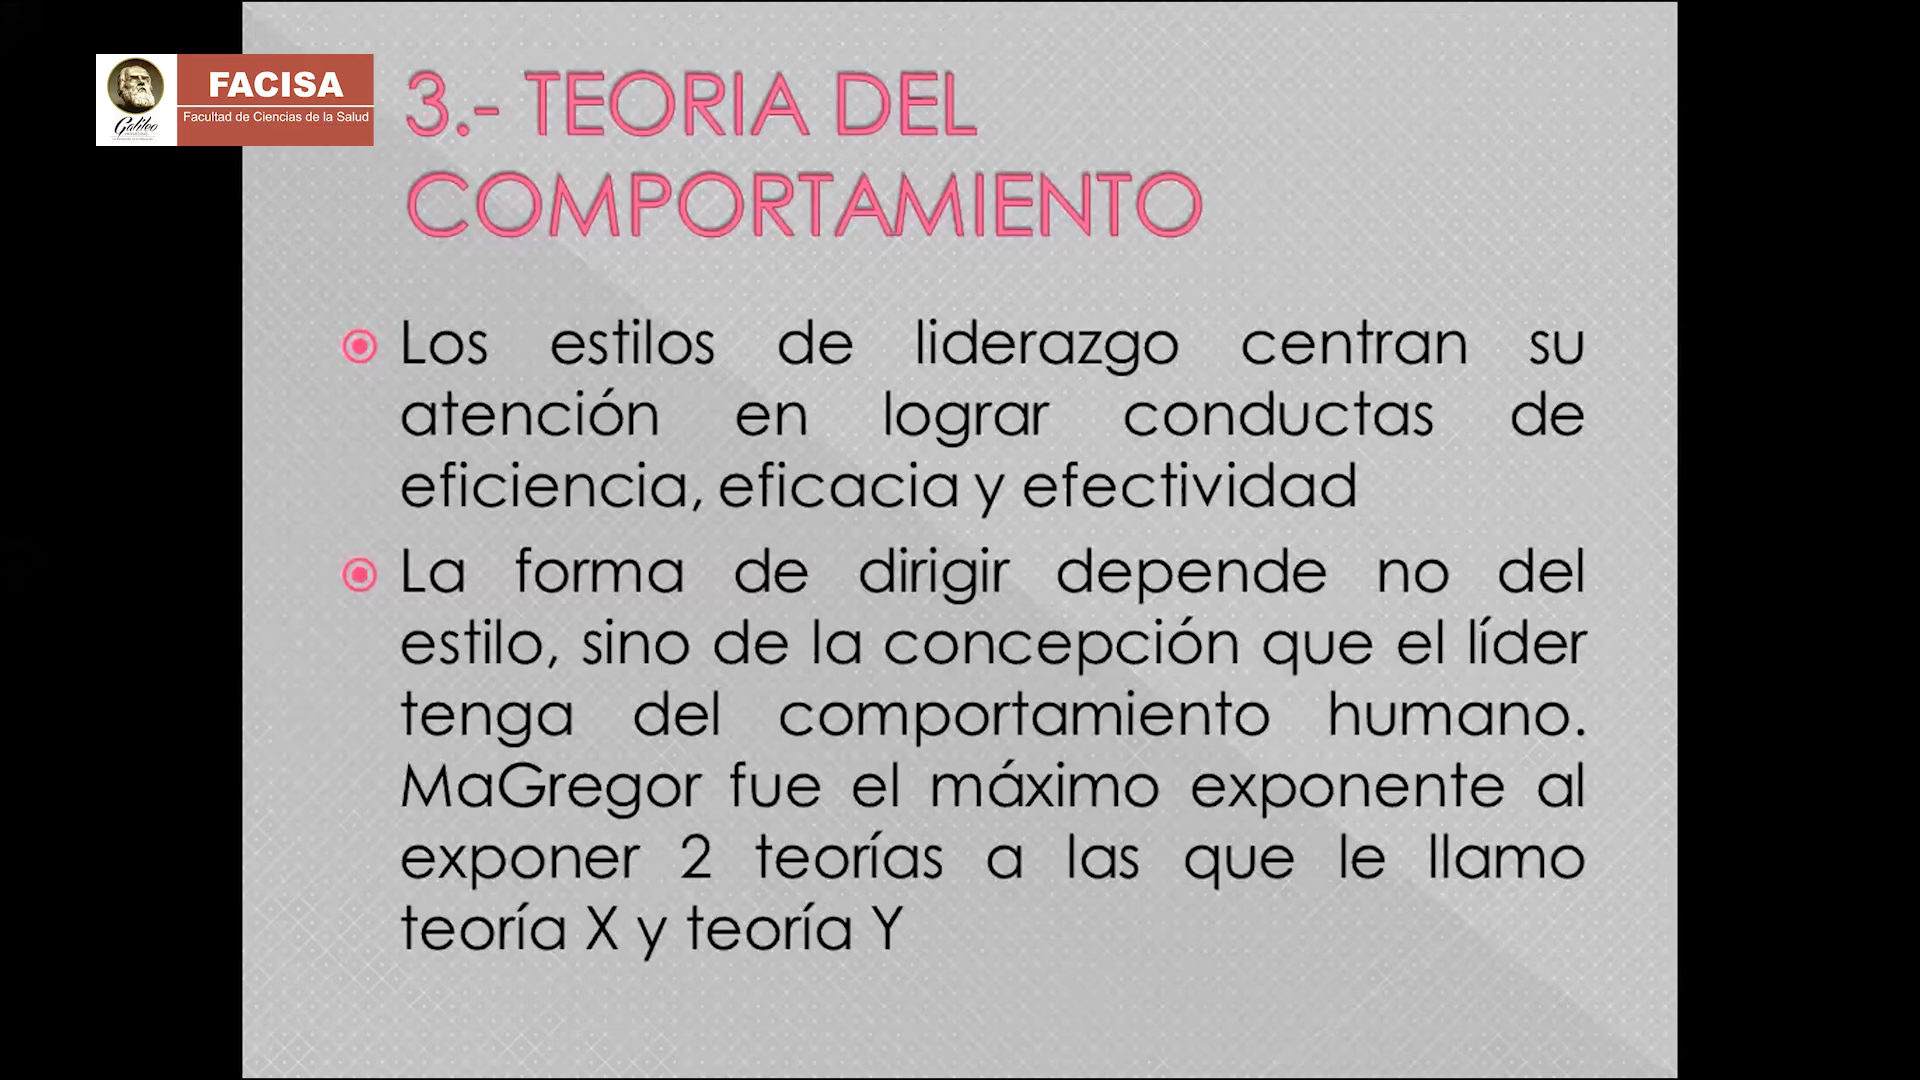 FACISA
Facultad de Ciencias de la Salud
Galileo
3.- TEORIA DEL
COMPORTAMIENTO
Los estilos de liderazgo centran su
atención en lograr conductas de
eficiencia, eficacia y efectividad
La forma de dirigir depende no del
estilo, sino de la concepción que el líder
tenga del comportamiento humano.
MaGregor fue el máximo exponente al
exponer 2 teorías a las que le llamo
teoría X y teoría Y